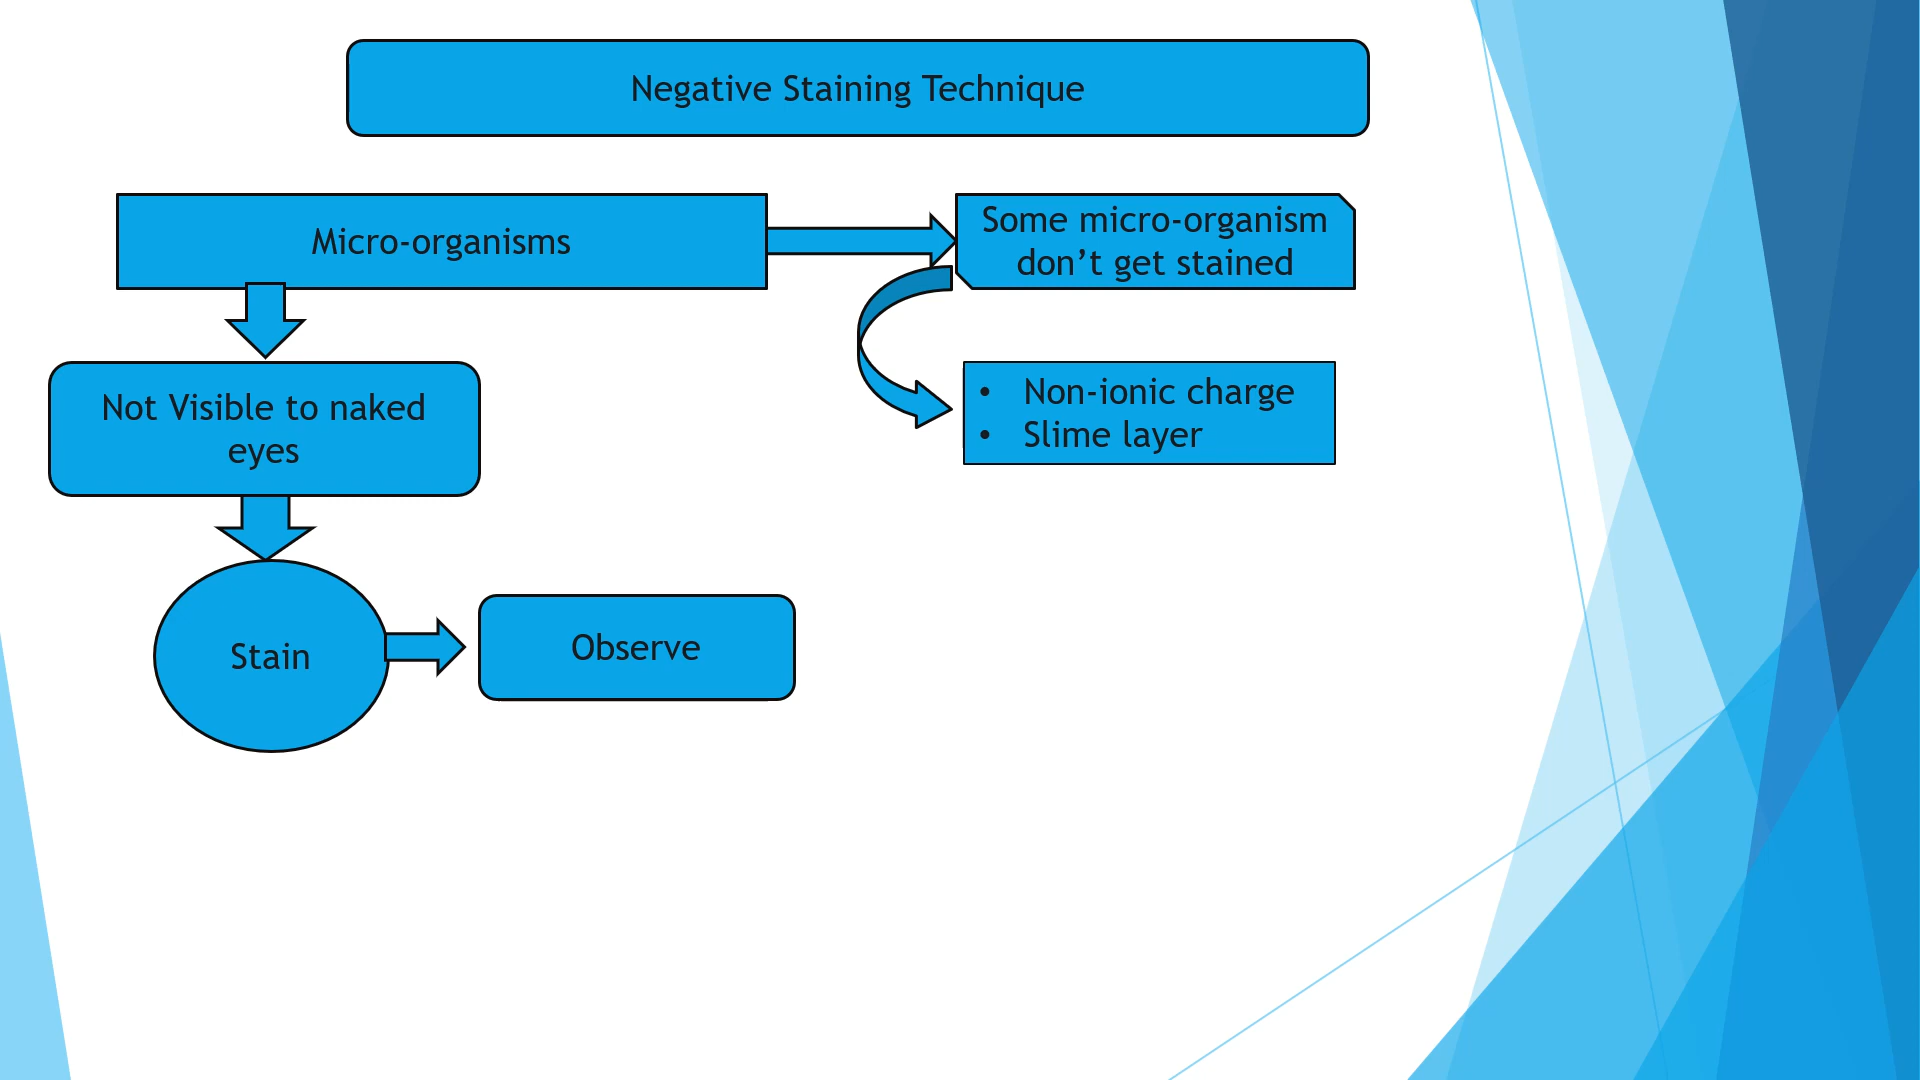 Negative Staining Technique
Micro-organisms
Some micro-organism
don’t get stained
Not Visible to naked
eyes
• Non-ionic charge
• Slime layer
Stain
Observe